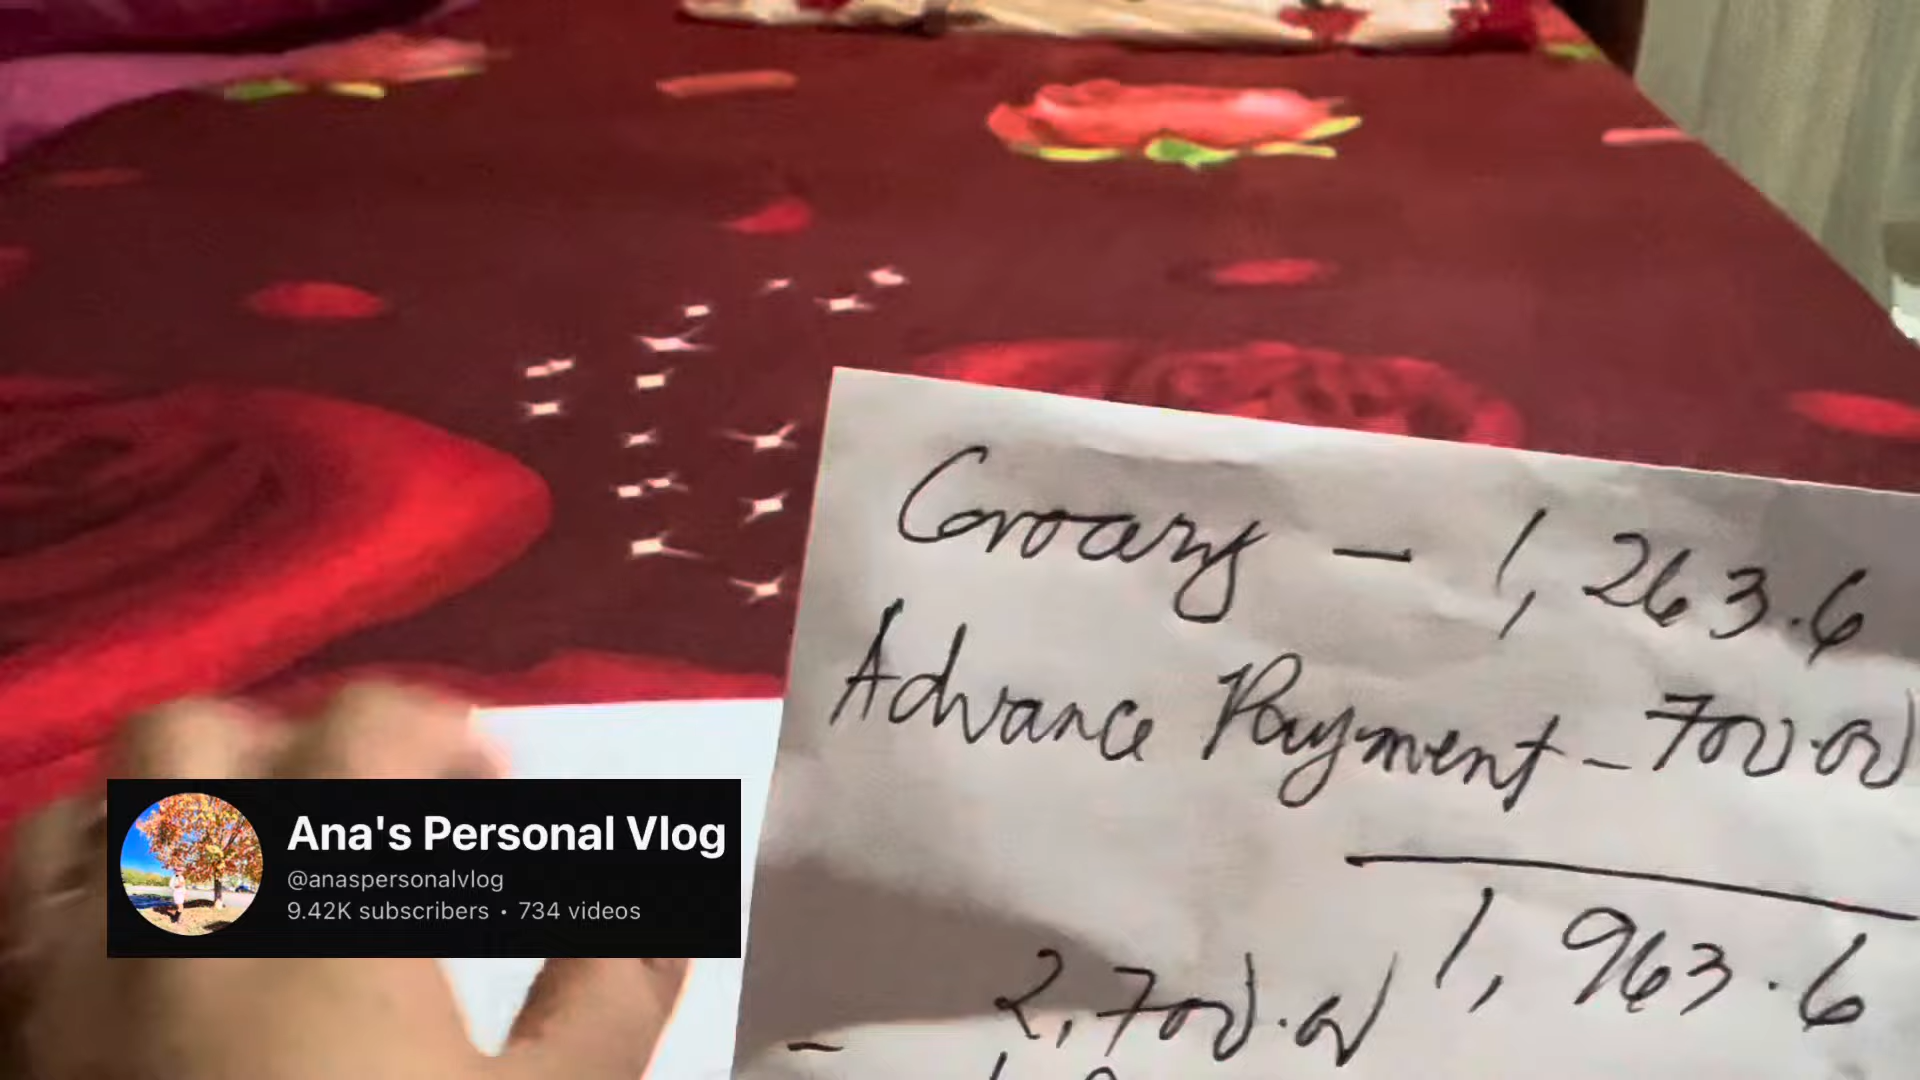 Grocery - 1,263.6
Advance Payment - 700.00
1,963.6
2,700.00
-
Ana's Personal Vlog
@anaspersonalvlog
9.42K subscribers • 734 videos